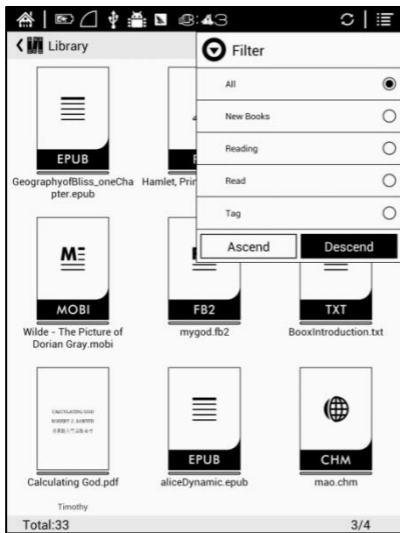 8:43
Library
Filter
All
New Books
Reading
Read
Tag
Ascend Descend
EPUB
GeographyofBliss_oneCha
pter.epub
Hamlet, Prin
MOBI
Wilde - The Picture of
Dorian Gray.mobi
FB2
mygod.fb2
TXT
BooxIntroduction.txt
CALCULATING GOD
ROBERT J. SAWYER
Calculating God.pdf
Timothy
EPUB
aliceDynamic.epub
CHM
mao.chm
Total:33 3/4